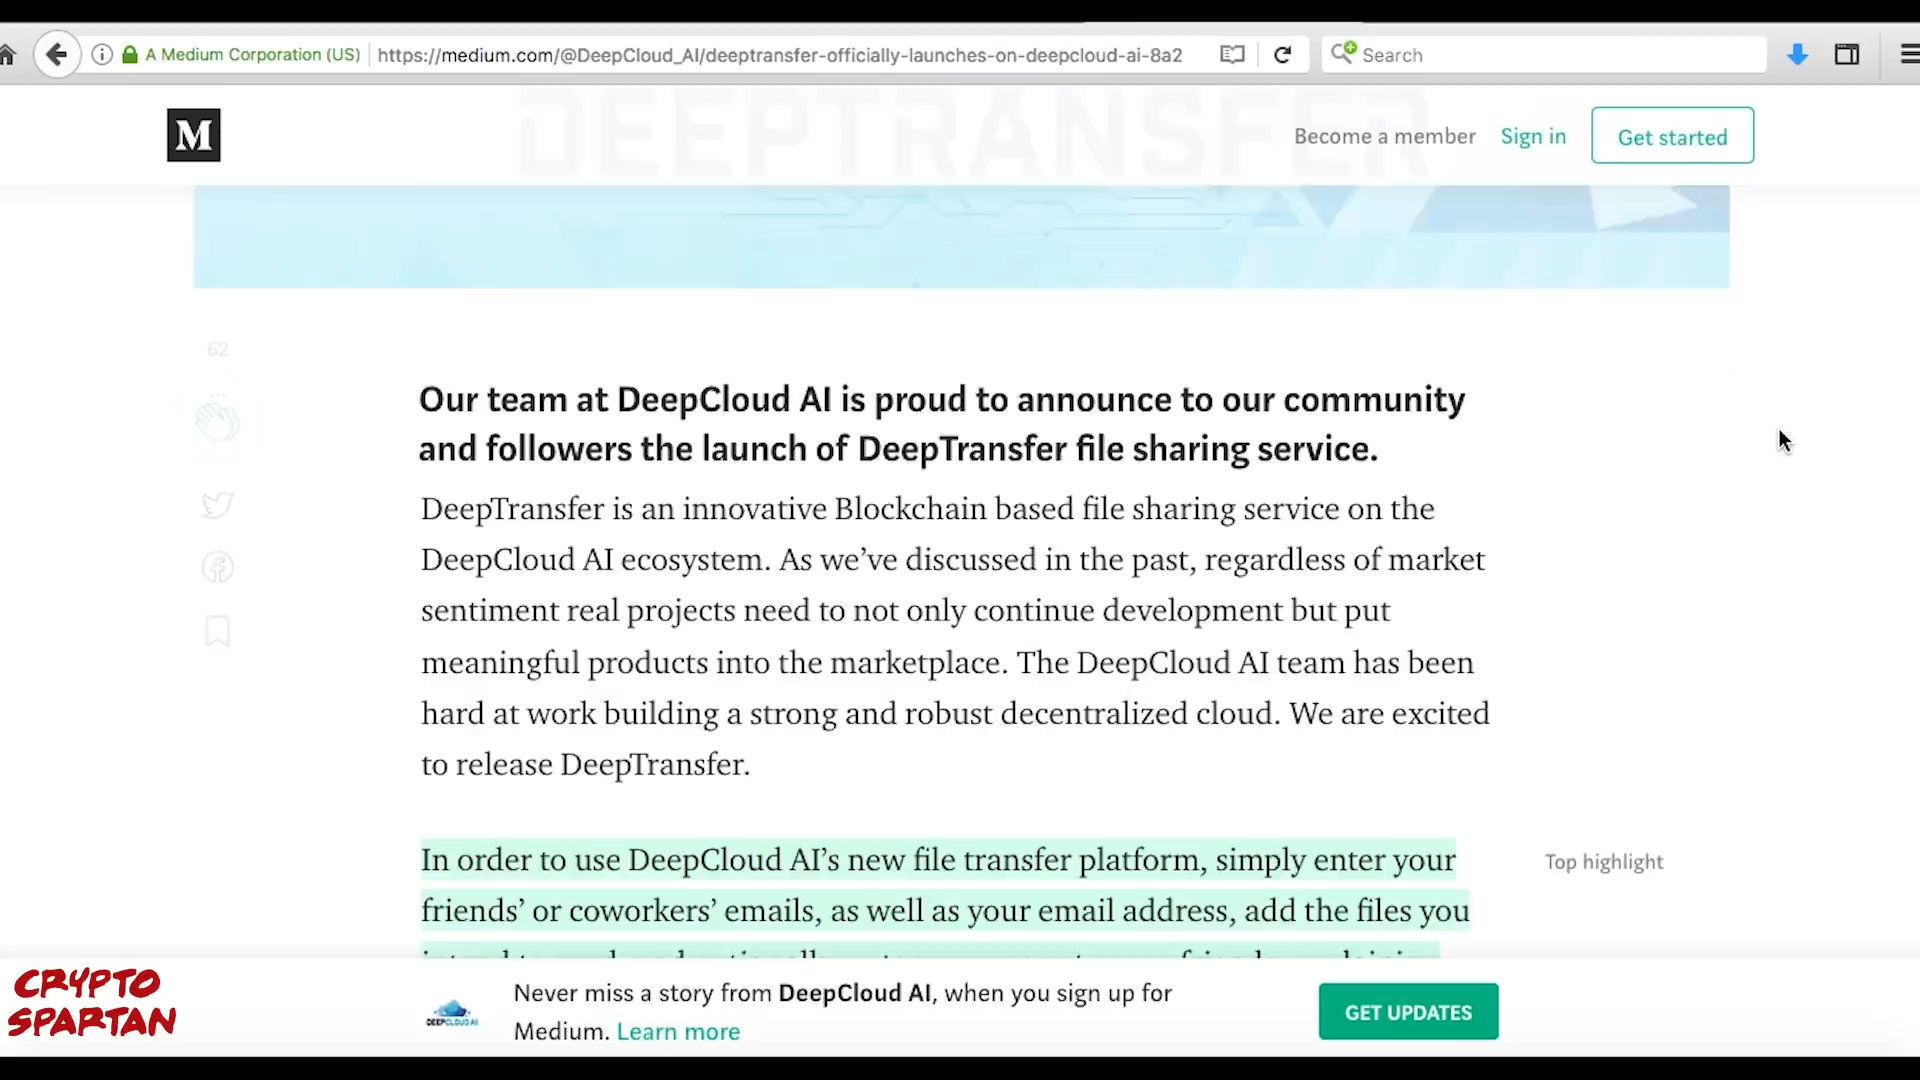 A Medium Corporation (US)
https://medium.com/@DeepCloud_AI/deeptransfer-officially-launches-on-deepcloud-ai-8a2
Search
DEEPTRANSFER
M
Become a member
Sign in
Get started
62
Our team at DeepCloud AI is proud to announce to our community
and followers the launch of DeepTransfer file sharing service.
DeepTransfer is an innovative Blockchain based file sharing service on the
DeepCloud AI ecosystem. As we’ve discussed in the past, regardless of market
sentiment real projects need to not only continue development but put
meaningful products into the marketplace. The DeepCloud AI team has been
hard at work building a strong and robust decentralized cloud. We are excited
to release DeepTransfer.
In order to use DeepCloud AI’s new file transfer platform, simply enter your
Top highlight
friends’ or coworkers’ emails, as well as your email address, add the files you
CRYPTO
SPARTAN
DEEPCLOUD AI
Never miss a story from DeepCloud AI, when you sign up for
Medium. Learn more
GET UPDATES